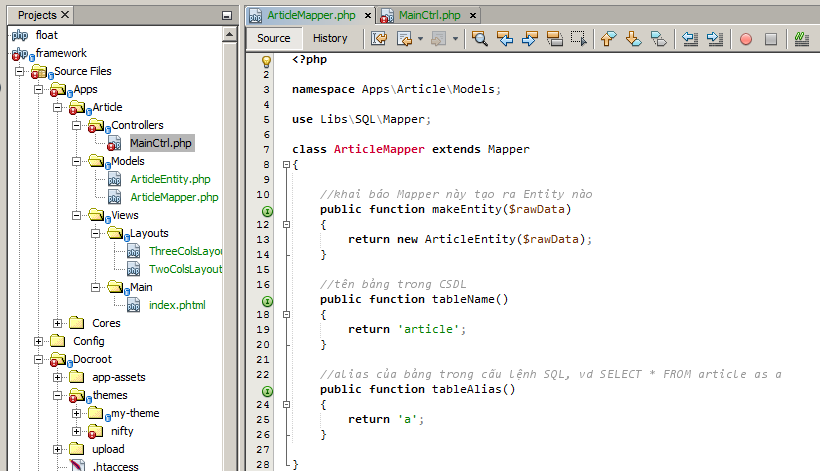 Projects
float
framework
Source Files
Apps
Article
Controllers
MainCtrl.php
Models
ArticleEntity.php
ArticleMapper.php
Views
Layouts
ThreeColsLayou
TwoColsLayout
Main
index.phtml
Cores
Config
Docroot
app-assets
themes
my-theme
nifty
upload
.htaccess
ArticleMapper.php MainCtrl.php
Source History
1 <?php
2
3 namespace Apps\Article\Models;
4
5 use Libs\SQL\Mapper;
6
7 class ArticleMapper extends Mapper
8 {
9
10 //khai báo Mapper này tạo ra Entity nào
public function makeEntity($rawData)
12 {
13 return new ArticleEntity($rawData);
14 }
15
16 //tên bảng trong CSDL
public function tableName()
18 {
19 return 'article';
20 }
21
22 //alias của bảng trong câu lệnh SQL, vd SELECT * FROM article as a
public function tableAlias()
24 {
25 return 'a';
26 }
27
28 }